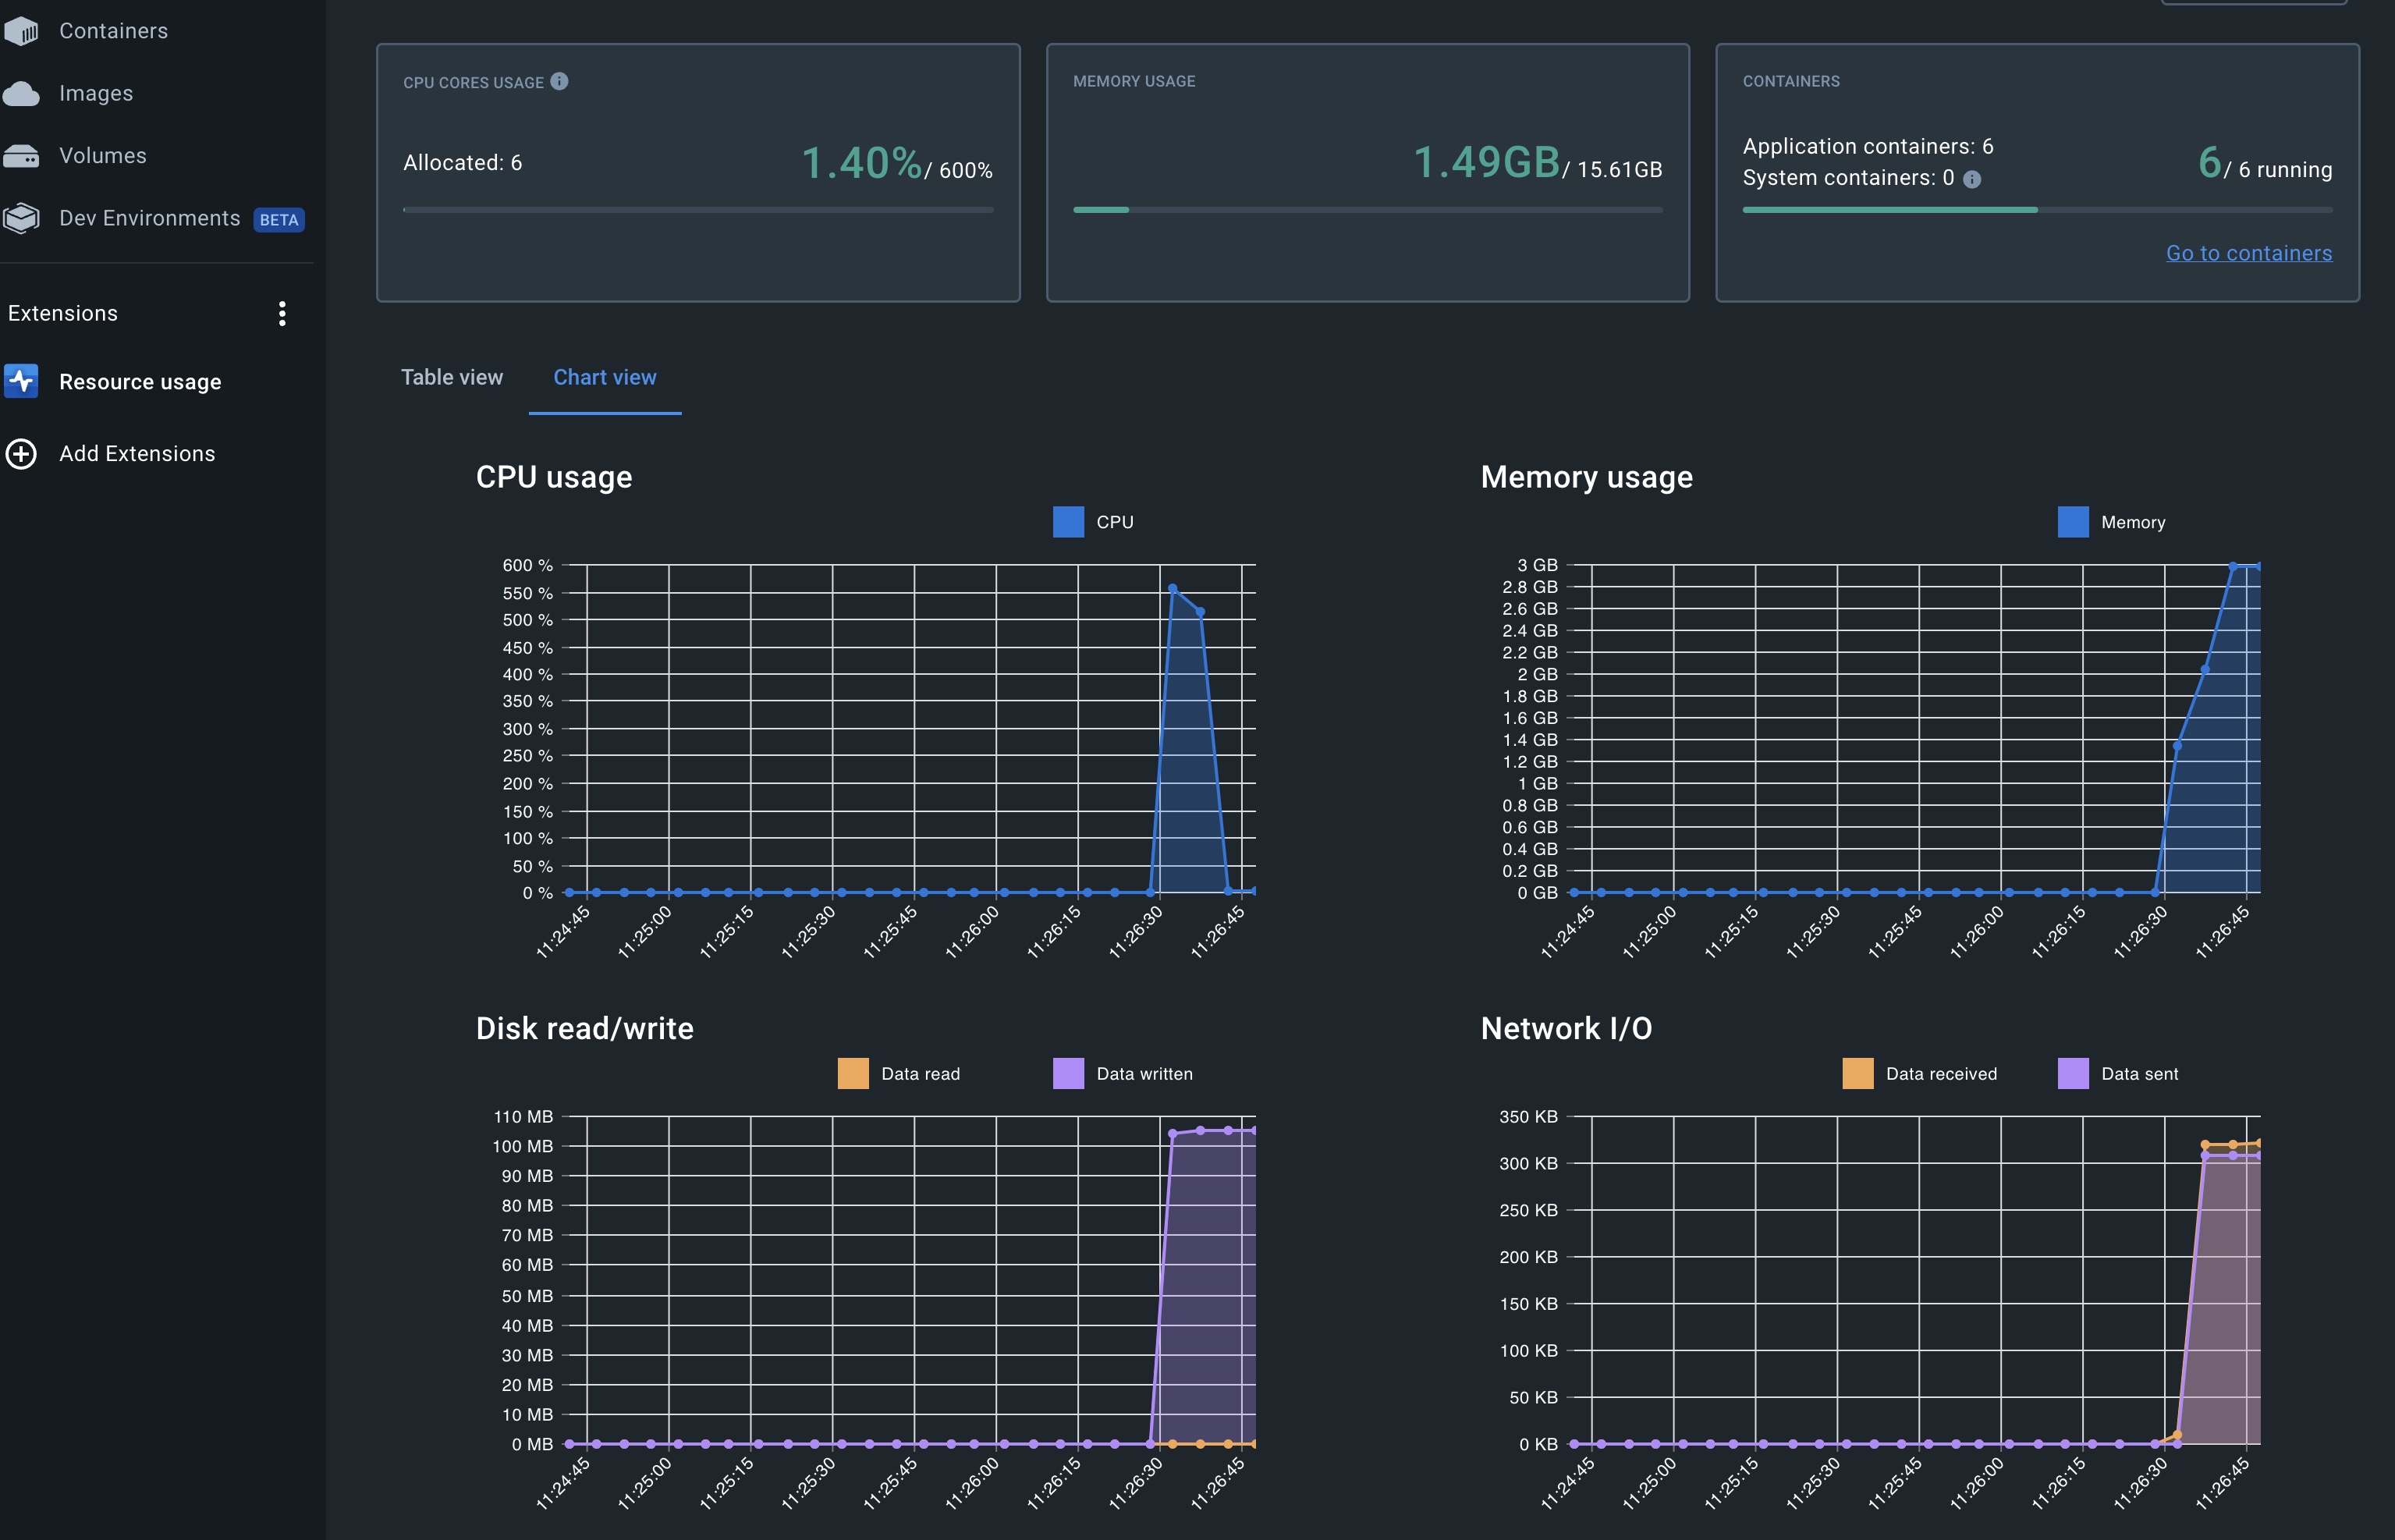 Containers
Images
Volumes
Dev Environments BETA
Extensions
Resource usage
Add Extensions
CPU CORES USAGE
Allocated: 6
1.40% / 600%
MEMORY USAGE
1.49GB / 15.61GB
CONTAINERS
Application containers: 6
System containers: 0
6 / 6 running
Go to containers
Table view
Chart view
CPU usage
CPU
600 %
550 %
500 %
450 %
400 %
350 %
300 %
250 %
200 %
150 %
100 %
50 %
0 %
11:24:45
11:25:00
11:25:15
11:25:30
11:25:45
11:26:00
11:26:15
11:26:30
11:26:45
Memory usage
Memory
3 GB
2.8 GB
2.6 GB
2.4 GB
2.2 GB
2 GB
1.8 GB
1.6 GB
1.4 GB
1.2 GB
1 GB
0.8 GB
0.6 GB
0.4 GB
0.2 GB
0 GB
11:24:45
11:25:00
11:25:15
11:25:30
11:25:45
11:26:00
11:26:15
11:26:30
11:26:45
Disk read/write
Data read
Data written
110 MB
100 MB
90 MB
80 MB
70 MB
60 MB
50 MB
40 MB
30 MB
20 MB
10 MB
0 MB
11:24:45
11:25:00
11:25:15
11:25:30
11:25:45
11:26:00
11:26:15
11:26:30
11:26:45
Network I/O
Data received
Data sent
350 KB
300 KB
250 KB
200 KB
150 KB
100 KB
50 KB
0 KB
11:24:45
11:25:00
11:25:15
11:25:30
11:25:45
11:26:00
11:26:15
11:26:30
11:26:45